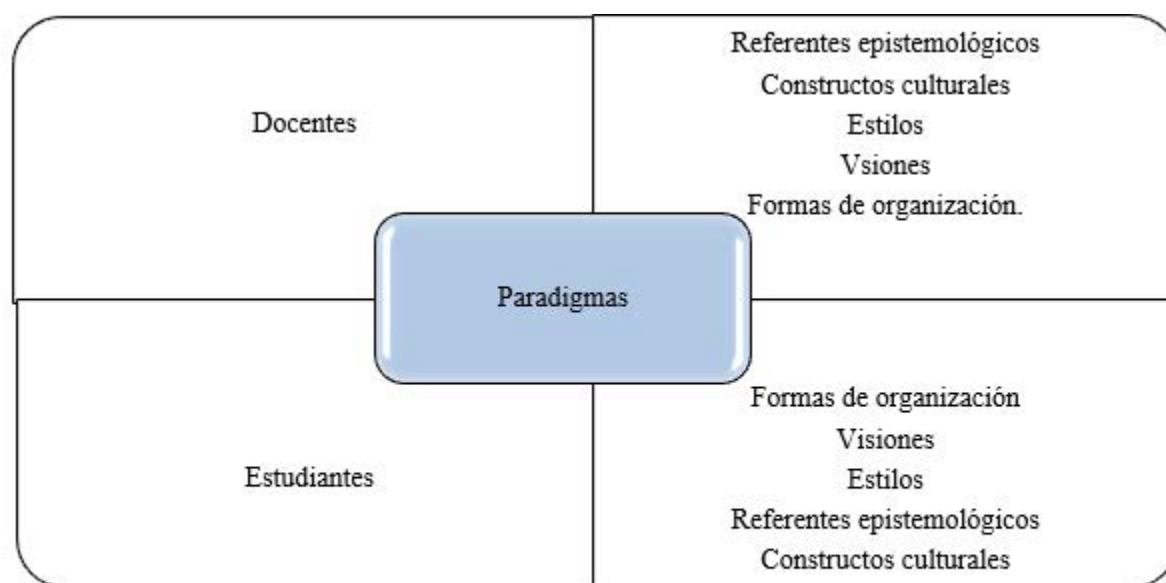 Docentes
Referentes epistemológicos
Constructos culturales
Estilos
Vsiones
Formas de organización.
Paradigmas
Estudiantes
Formas de organización
Visiones
Estilos
Referentes epistemológicos
Constructos culturales